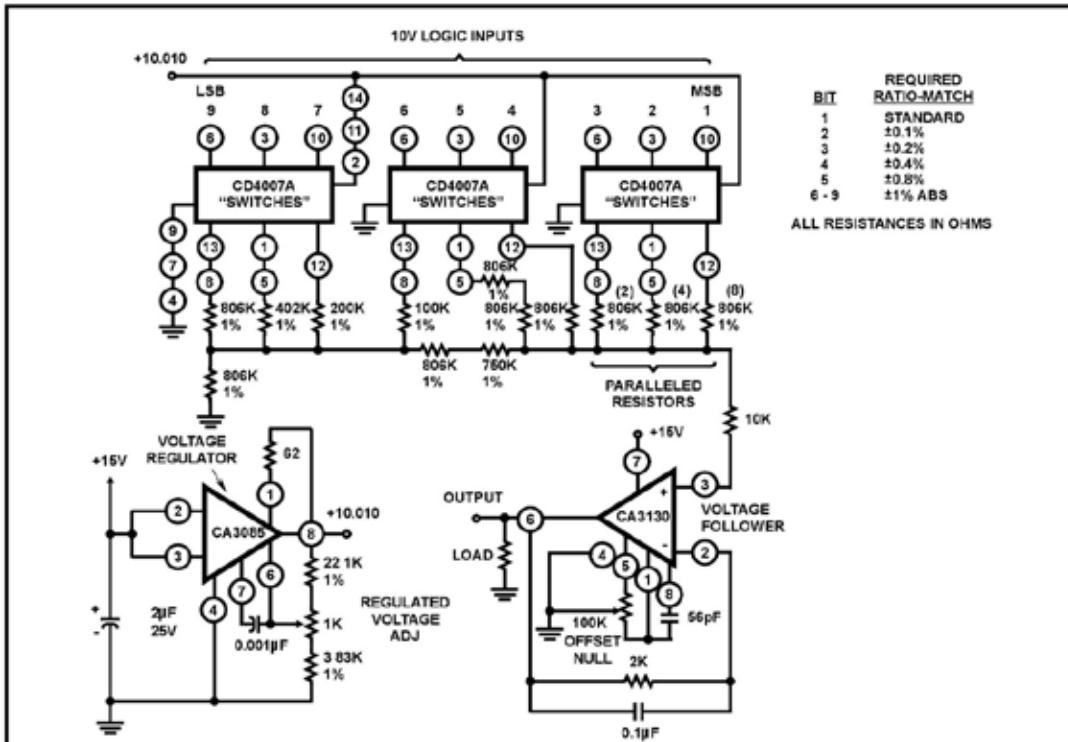 10V LOGIC INPUTS
+10.010
LSB
MSB
9 8 7 6 5 4 3 2 1
14
11
2
6 3 10 6 3 10 6 3 10
CD4007A
"SWITCHES"
CD4007A
"SWITCHES"
CD4007A
"SWITCHES"
9
7
4
13 1 12
8 5
13 1 12
8 5
13 1 12
8 5
806K
1%
402K
1%
200K
1%
100K
1%
806K
1%
806K
1%
806K
1%
(2)
806K
1%
(4)
806K
1%
(8)
806K
1%
806K
1%
750K
1%
806K
1%
PARALLELED
RESISTORS
10K
BIT
REQUIRED
RATIO-MATCH
1 STANDARD
2 ±0.1%
3 ±0.2%
4 ±0.4%
5 ±0.8%
6 - 9 ±1% ABS
ALL RESISTANCES IN OHMS
VOLTAGE
REGULATOR
+15V
62
1
2
3
CA3085
8
+10.010
4
7
6
22 1K
1%
1K
3 83K
1%
0.001µF
2µF
25V
+
-
REGULATED
VOLTAGE
ADJ
+15V
7
OUTPUT
6
LOAD
CA3130
+
-
3
2
VOLTAGE
FOLLOWER
4
5
1
8
56pF
100K
OFFSET
NULL
2K
0.1µF